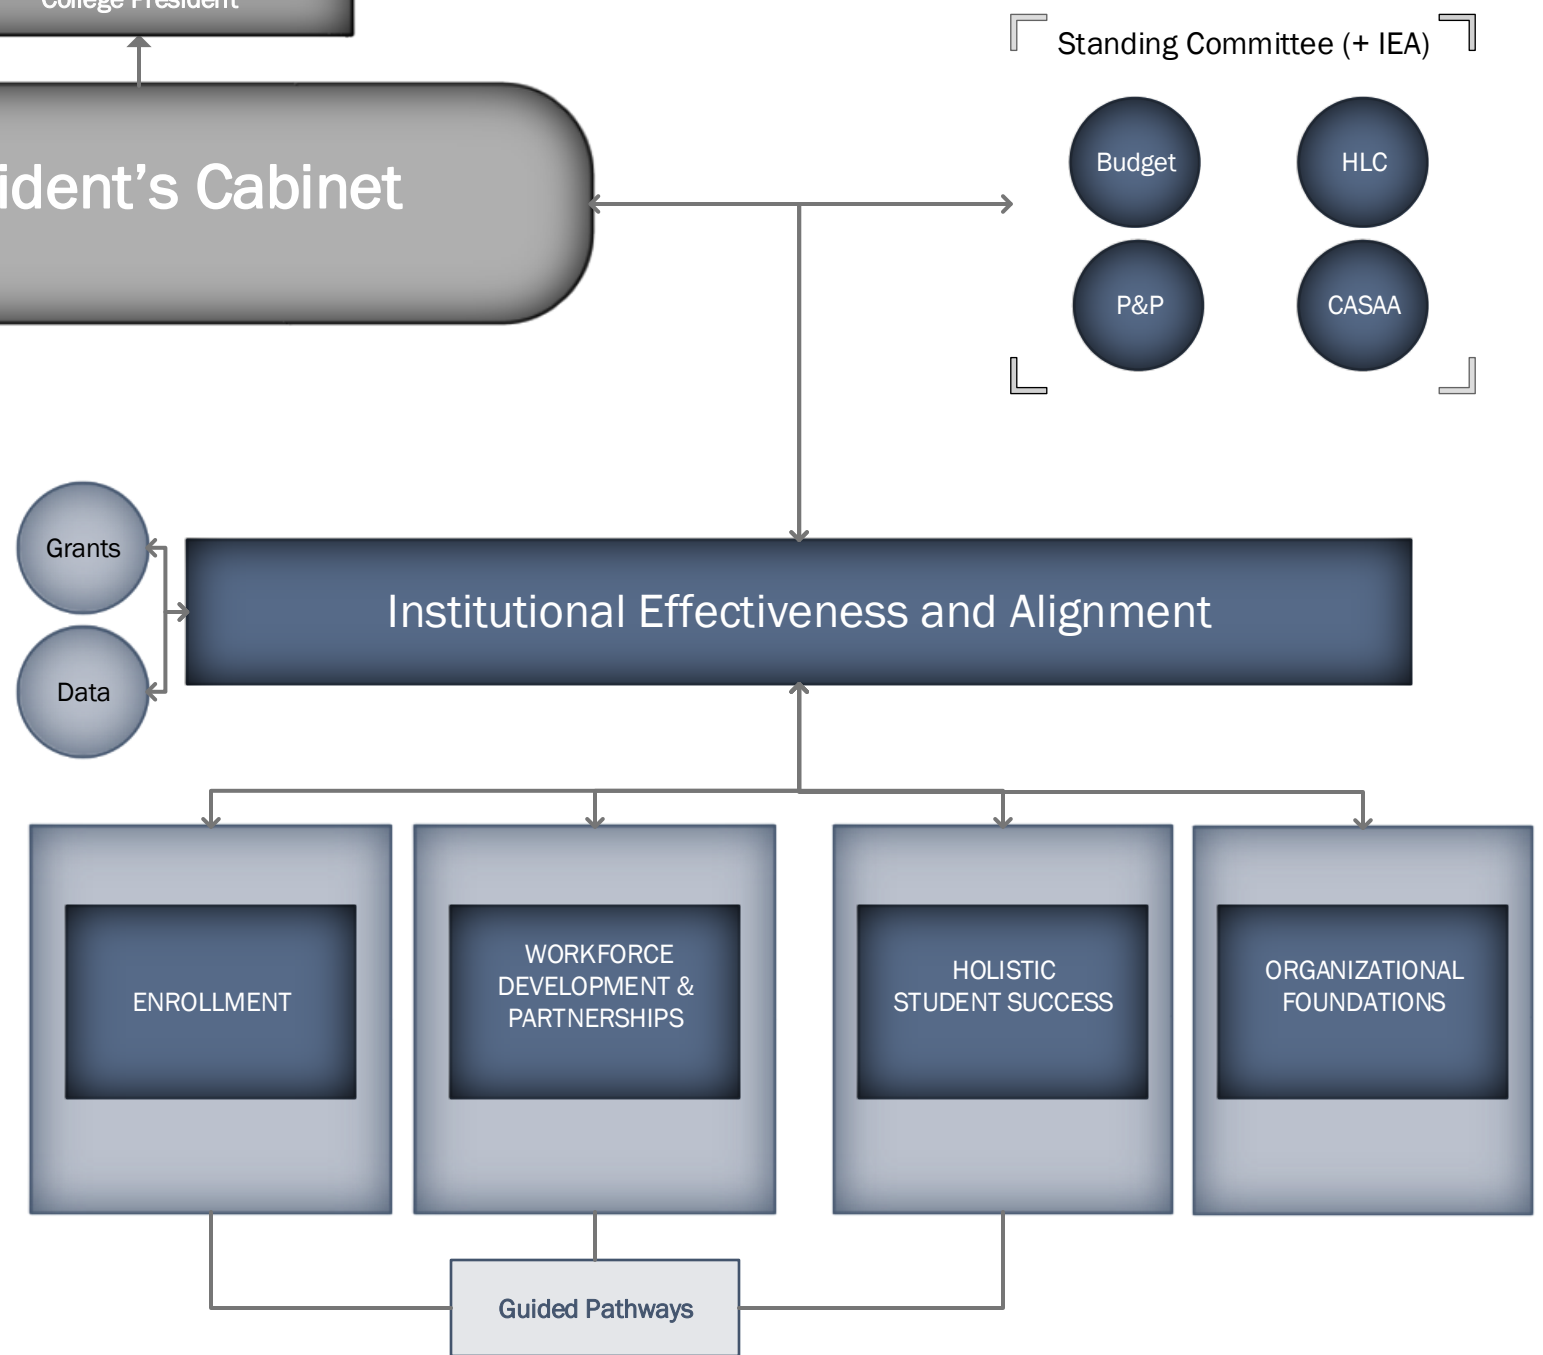 College President
Standing Committee (+ IEA)
ident’s Cabinet
Budget
HLC
P&P
CASAA
Grants
Data
Institutional Effectiveness and Alignment
ENROLLMENT
WORKFORCE
DEVELOPMENT &
PARTNERSHIPS
HOLISTIC
STUDENT SUCCESS
ORGANIZATIONAL
FOUNDATIONS
Guided Pathways